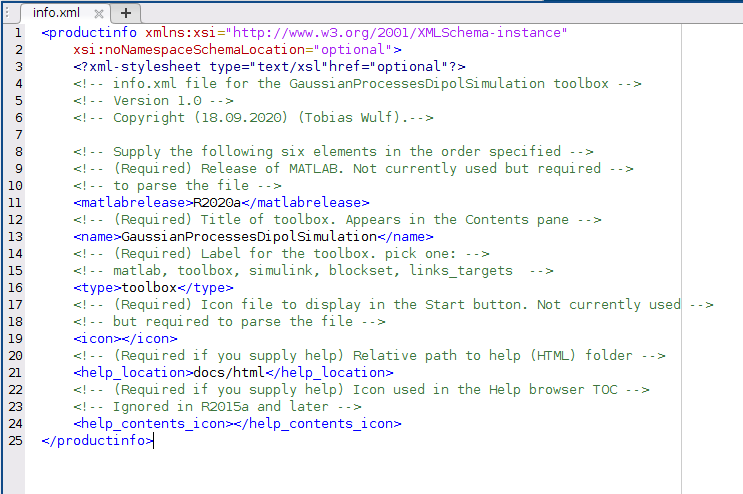 info.xml × +
1 <productinfo xmlns:xsi="http://www.w3.org/2001/XMLSchema-instance"
2 xsi:noNamespaceSchemaLocation="optional">
3 <?xml-stylesheet type="text/xsl"href="optional"?>
4 <!-- info.xml file for the GaussianProcessesDipolSimulation toolbox -->
5 <!-- Version 1.0 -->
6 <!-- Copyright (18.09.2020) (Tobias Wulf).-->
7
8 <!-- Supply the following six elements in the order specified -->
9 <!-- (Required) Release of MATLAB. Not currently used but required -->
10 <!-- to parse the file -->
11 <matlabrelease>R2020a</matlabrelease>
12 <!-- (Required) Title of toolbox. Appears in the Contents pane -->
13 <name>GaussianProcessesDipolSimulation</name>
14 <!-- (Required) Label for the toolbox. pick one: -->
15 <!-- matlab, toolbox, simulink, blockset, links_targets  -->
16 <type>toolbox</type>
17 <!-- (Required) Icon file to display in the Start button. Not currently used -->
18 <!-- but required to parse the file -->
19 <icon></icon>
20 <!-- (Required if you supply help) Relative path to help (HTML) folder -->
21 <help_location>docs/html</help_location>
22 <!-- (Required if you supply help) Icon used in the Help browser TOC -->
23 <!-- Ignored in R2015a and later -->
24 <help_contents_icon></help_contents_icon>
25 </productinfo>